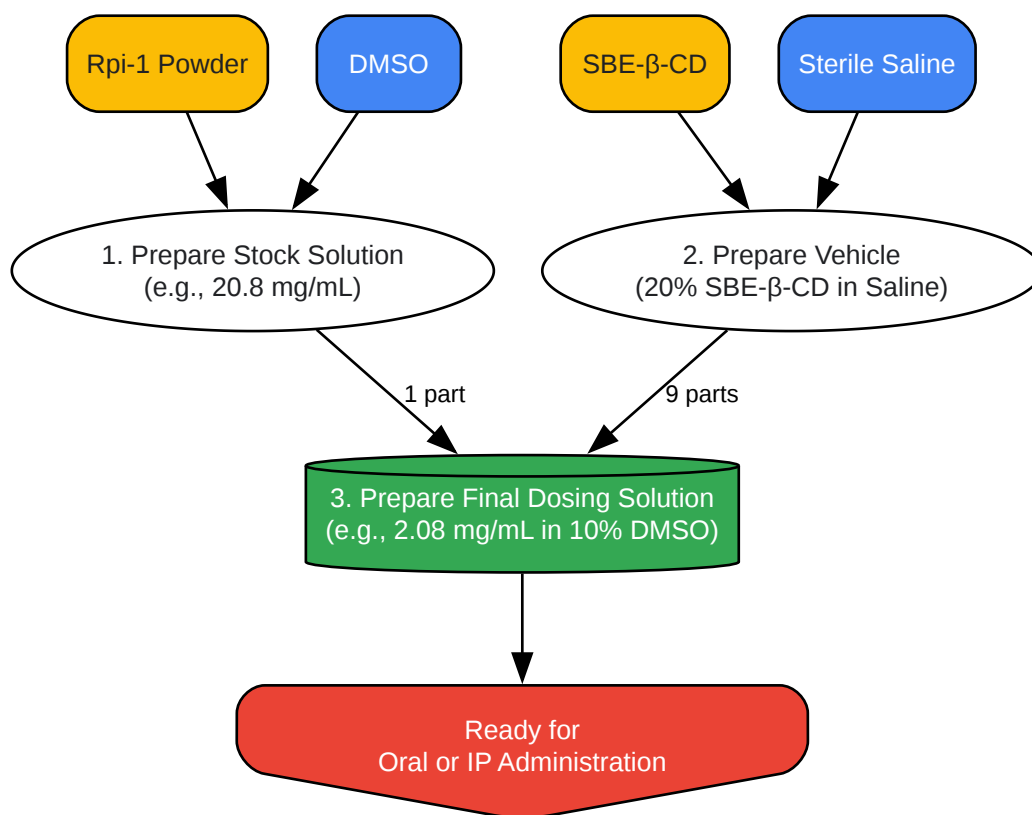 Rpi-1 Powder
DMSO
SBE-β-CD
Sterile Saline
1. Prepare Stock Solution
(e.g., 20.8 mg/mL)
2. Prepare Vehicle
(20% SBE-β-CD in Saline)
1 part
9 parts
3. Prepare Final Dosing Solution
(e.g., 2.08 mg/mL in 10% DMSO)
Ready for
Oral or IP Administration